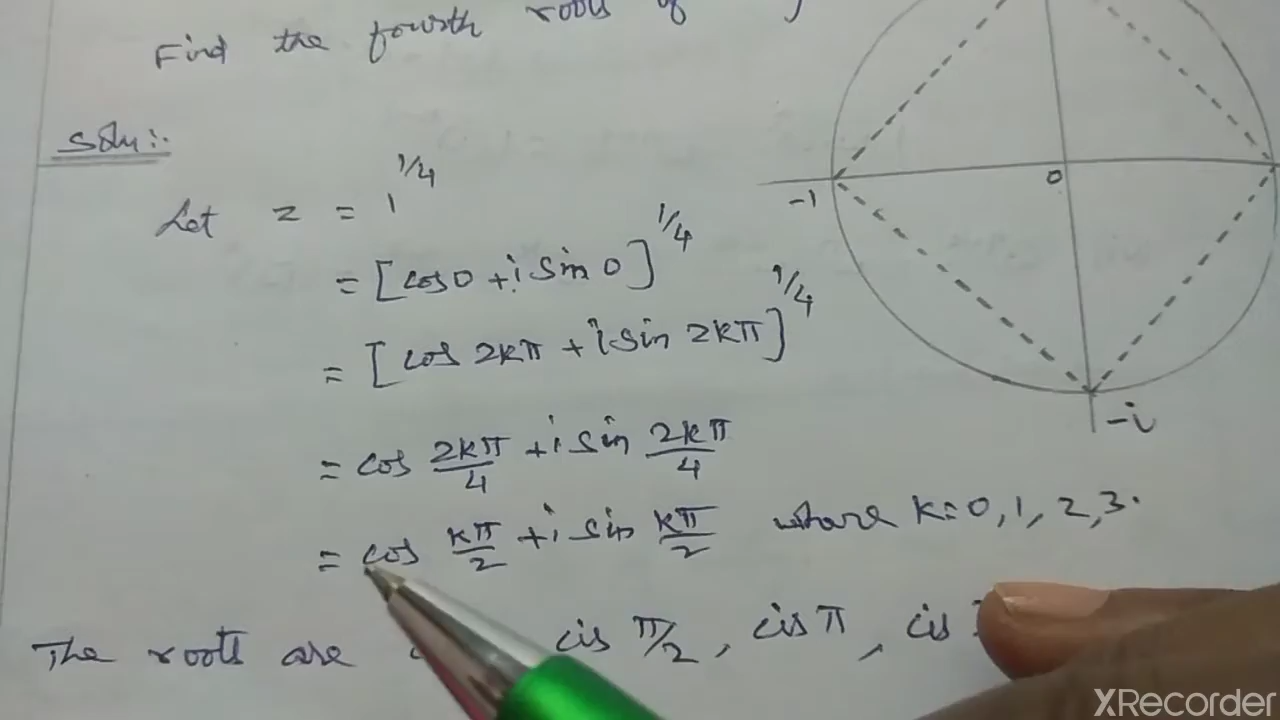 Find the fourth roots of
Soln:-
Let z = 1^1/4
= [cos 0 + i sin 0]^1/4
= [cos 2kπ + i sin 2kπ]^1/4
= cos 2kπ/4 + i sin 2kπ/4
= cos kπ/2 + i sin kπ/2 where k=0,1,2,3.
The roots are cis π/2, cis π, cis
-1
0
-i
XRecorder